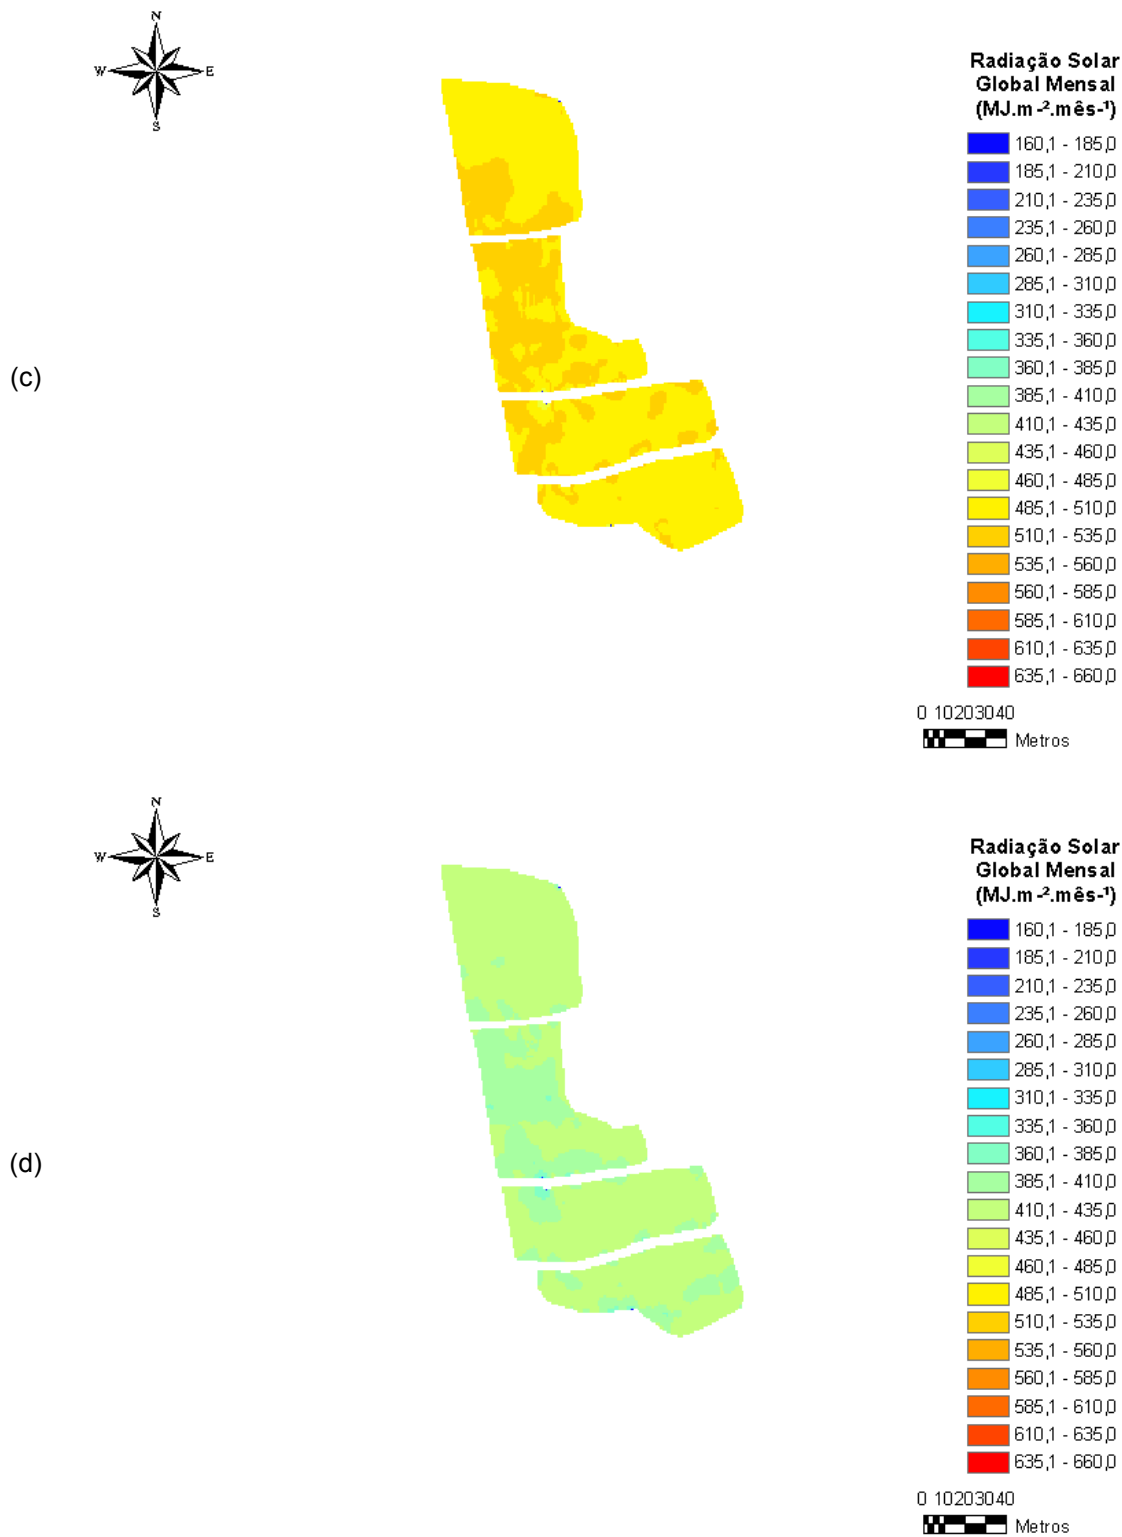 N
W E
S
Radiação Solar
Global Mensal
(MJ.m-².mês-¹)
160,1 - 185,0
185,1 - 210,0
210,1 - 235,0
235,1 - 260,0
260,1 - 285,0
285,1 - 310,0
310,1 - 335,0
335,1 - 360,0
360,1 - 385,0
385,1 - 410,0
410,1 - 435,0
435,1 - 460,0
460,1 - 485,0
485,1 - 510,0
510,1 - 535,0
535,1 - 560,0
560,1 - 585,0
585,1 - 610,0
610,1 - 635,0
635,1 - 660,0
(c)
0 10203040
Metros
N
W E
S
Radiação Solar
Global Mensal
(MJ.m-².mês-¹)
160,1 - 185,0
185,1 - 210,0
210,1 - 235,0
235,1 - 260,0
260,1 - 285,0
285,1 - 310,0
310,1 - 335,0
335,1 - 360,0
360,1 - 385,0
385,1 - 410,0
410,1 - 435,0
435,1 - 460,0
460,1 - 485,0
485,1 - 510,0
510,1 - 535,0
535,1 - 560,0
560,1 - 585,0
585,1 - 610,0
610,1 - 635,0
635,1 - 660,0
(d)
0 10203040
Metros